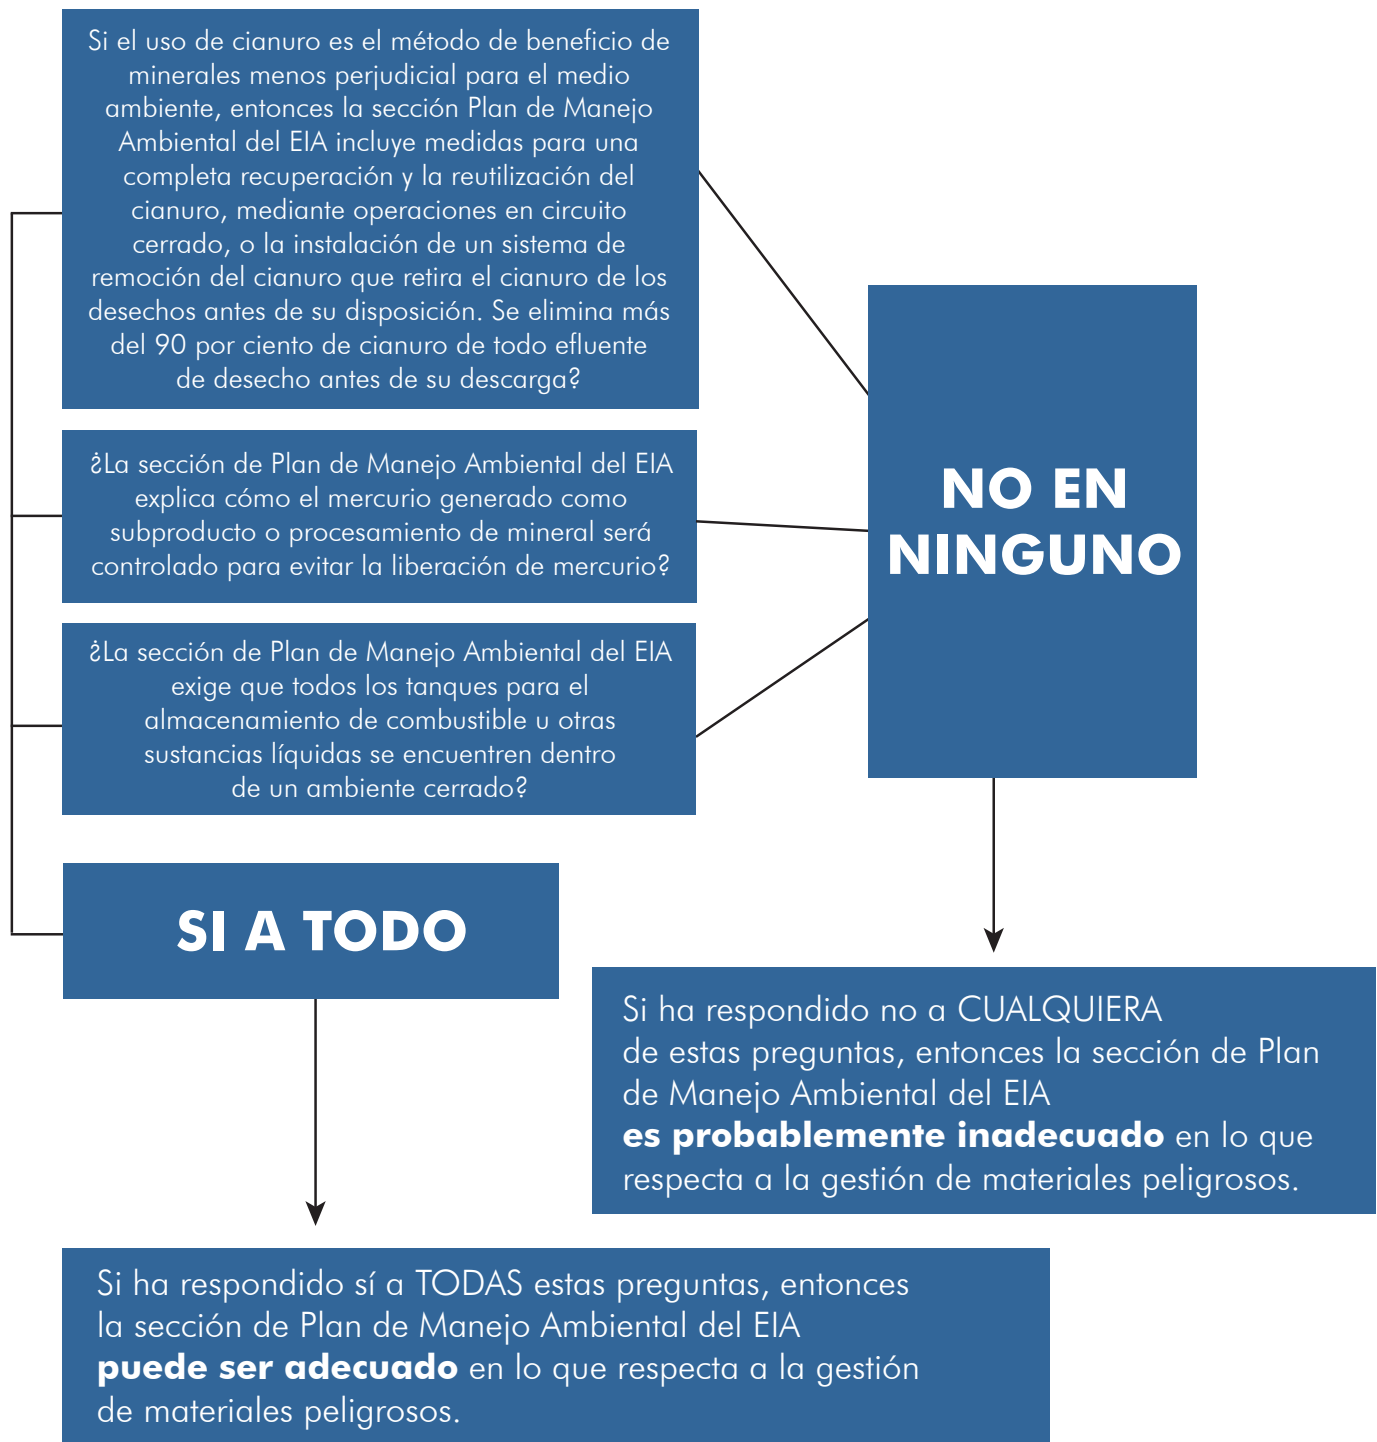 Si el uso de cianuro es el método de beneficio de
minerales menos perjudicial para el medio
ambiente, entonces la sección Plan de Manejo
Ambiental del EIA incluye medidas para una
completa recuperación y la reutilización del
cianuro, mediante operaciones en circuito
cerrado, o la instalación de un sistema de
remoción del cianuro que retira el cianuro de los
desechos antes de su disposición. Se elimina más
del 90 por ciento de cianuro de todo efluente
de desecho antes de su descarga?
¿La sección de Plan de Manejo Ambiental del EIA
explica cómo el mercurio generado como
subproducto o procesamiento de mineral será
controlado para evitar la liberación de mercurio?
¿La sección de Plan de Manejo Ambiental del EIA
exige que todos los tanques para el
almacenamiento de combustible u otras
sustancias líquidas se encuentren dentro
de un ambiente cerrado?
NO EN
NINGUNO
SI A TODO
Si ha respondido no a CUALQUIERA
de estas preguntas, entonces la sección de Plan
de Manejo Ambiental del EIA
es probablemente inadecuado en lo que
respecta a la gestión de materiales peligrosos.
Si ha respondido sí a TODAS estas preguntas, entonces
la sección de Plan de Manejo Ambiental del EIA
puede ser adecuado en lo que respecta a la gestión
de materiales peligrosos.